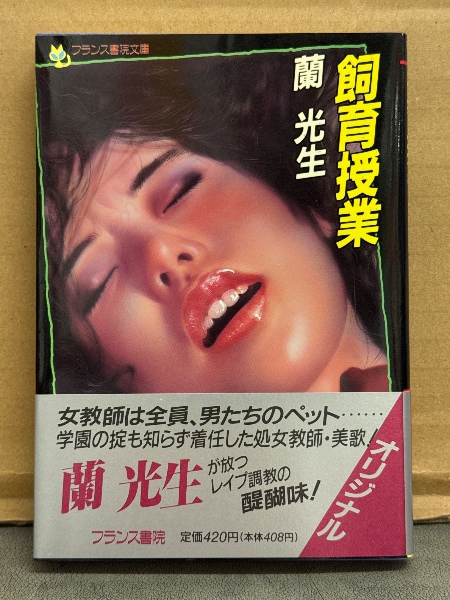 フランス書院文庫
飼育授業
蘭 光生
女教師は全員、男たちのペット……
学園の掟も知らず着任した処女教師・美歌!
蘭 光生が放つ
レイプ調教の
醍醐味!
オリジナル
フランス書院 定価420円(本体408円)